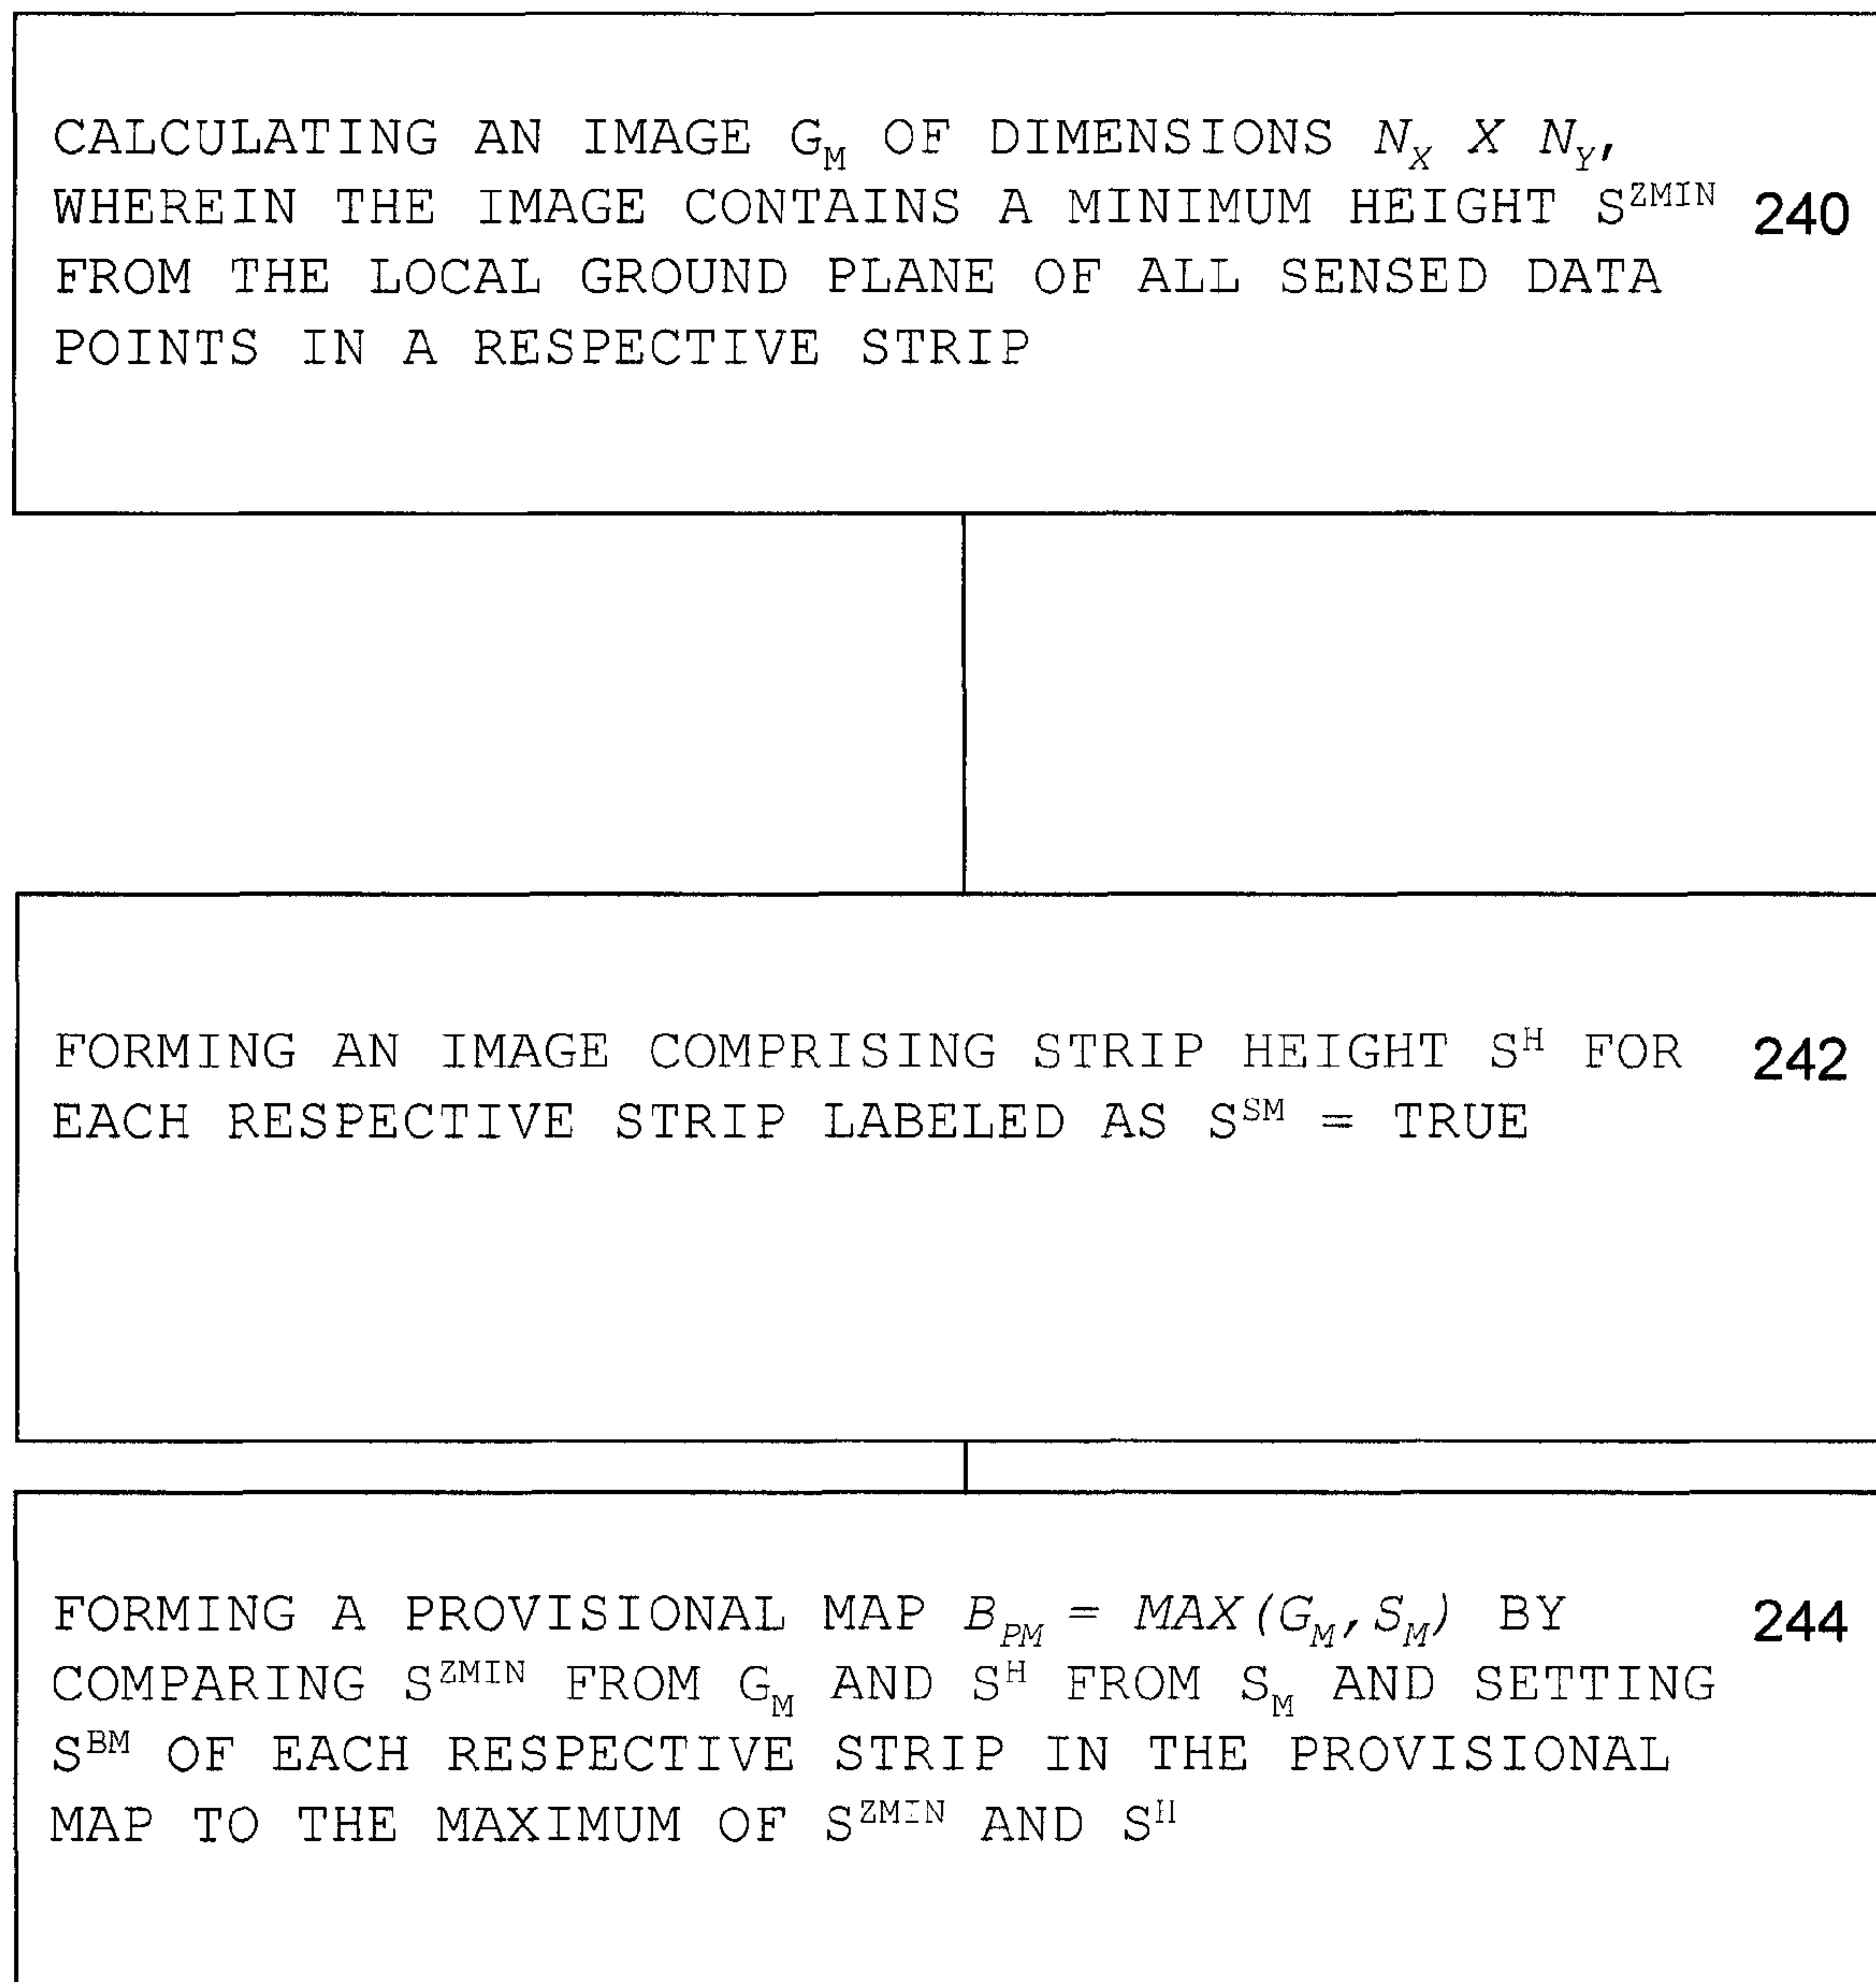 CALCULATING AN IMAGE G_M OF DIMENSIONS N_X X N_Y,
WHEREIN THE IMAGE CONTAINS A MINIMUM HEIGHT S^ZMIN 240
FROM THE LOCAL GROUND PLANE OF ALL SENSED DATA
POINTS IN A RESPECTIVE STRIP
FORMING AN IMAGE COMPRISING STRIP HEIGHT S^H FOR 242
EACH RESPECTIVE STRIP LABELED AS S^SM = TRUE
FORMING A PROVISIONAL MAP B_PM = MAX(G_M,S_M) BY 244
COMPARING S^ZMIN FROM G_M AND S^H FROM S_M AND SETTING
S^BM OF EACH RESPECTIVE STRIP IN THE PROVISIONAL
MAP TO THE MAXIMUM OF S^ZMIN AND S^H